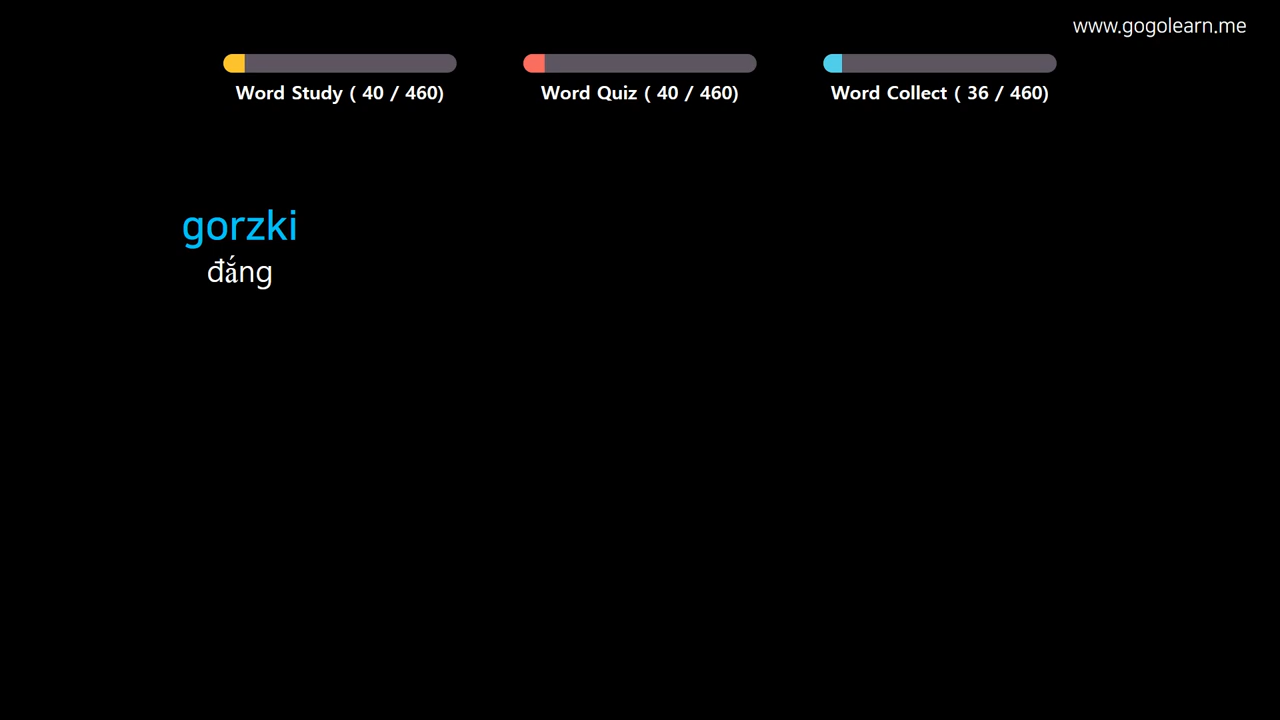 www.gogolearn.me
Word Study ( 40 / 460)
Word Quiz ( 40 / 460)
Word Collect ( 36 / 460)
gorzki
đắng